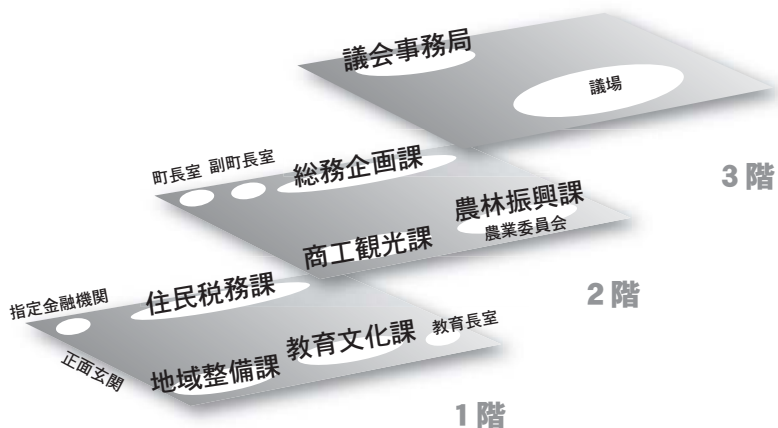 議会事務局
議場
3階
町長室
副町長室
総務企画課
農林振興課
農業委員会
商工観光課
2階
指定金融機関
住民税務課
正面玄関
地域整備課
教育文化課
教育長室
1階